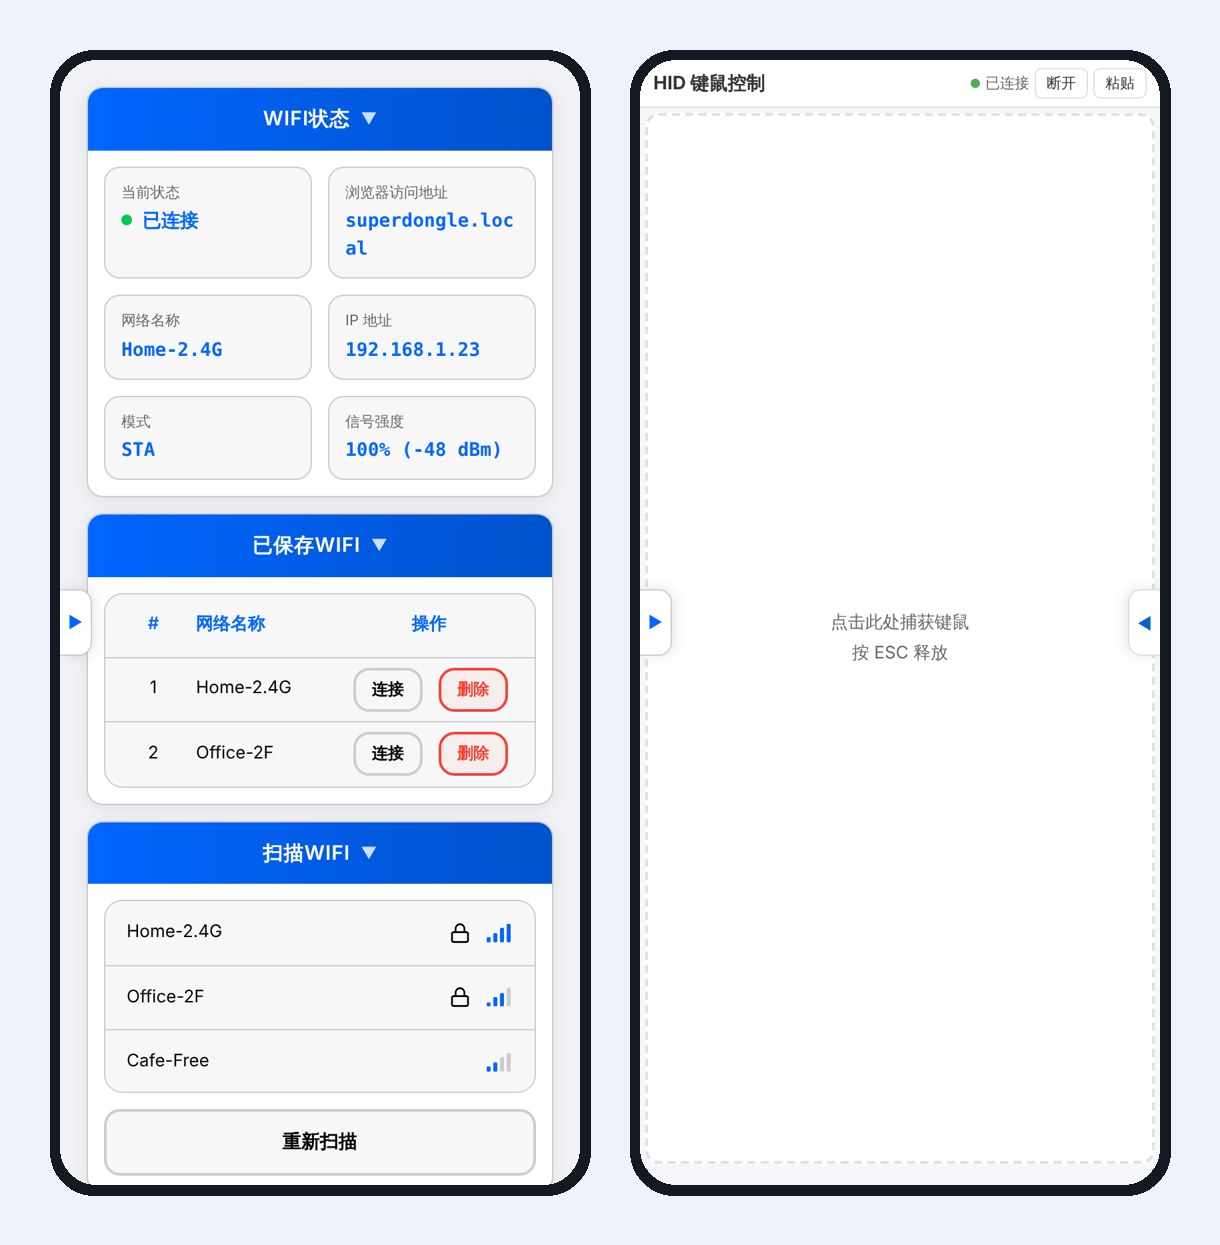 WIFI状态 ▼
当前状态
已连接
浏览器访问地址
superdongle.loc
al
网络名称
Home-2.4G
IP 地址
192.168.1.23
模式
STA
信号强度
100% (-48 dBm)
已保存WIFI ▼
# 网络名称 操作
1 Home-2.4G 连接 删除
2 Office-2F 连接 删除
扫描WIFI ▼
Home-2.4G
Office-2F
Cafe-Free
重新扫描
HID 键鼠控制 已连接 断开 粘贴
点击此处捕获键鼠
按 ESC 释放